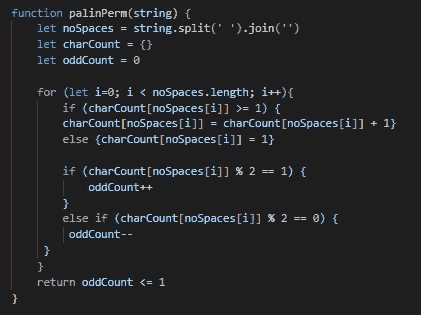 function palinPerm(string) {
    let noSpaces = string.split(' ').join('')
    let charCount = {}
    let oddCount = 0

    for (let i=0; i < noSpaces.length; i++){
        if (charCount[noSpaces[i]] >= 1) {
        charCount[noSpaces[i]] = charCount[noSpaces[i]] + 1}
        else {charCount[noSpaces[i]] = 1}

        if (charCount[noSpaces[i]] % 2 == 1) {
            oddCount++
        }
        else if (charCount[noSpaces[i]] % 2 == 0) {
         oddCount--
     }
    }
    return oddCount <= 1
}